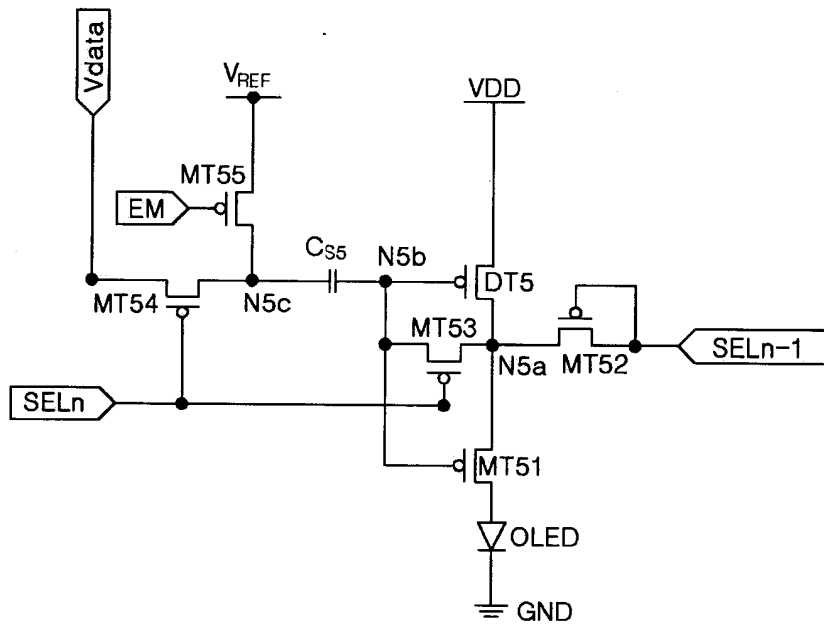 Vdata
VREF
VDD
MT55
EM
CS5
N5b
DT5
MT54
N5c
MT53
N5a
MT52
SELn-1
SELn
MT51
OLED
GND